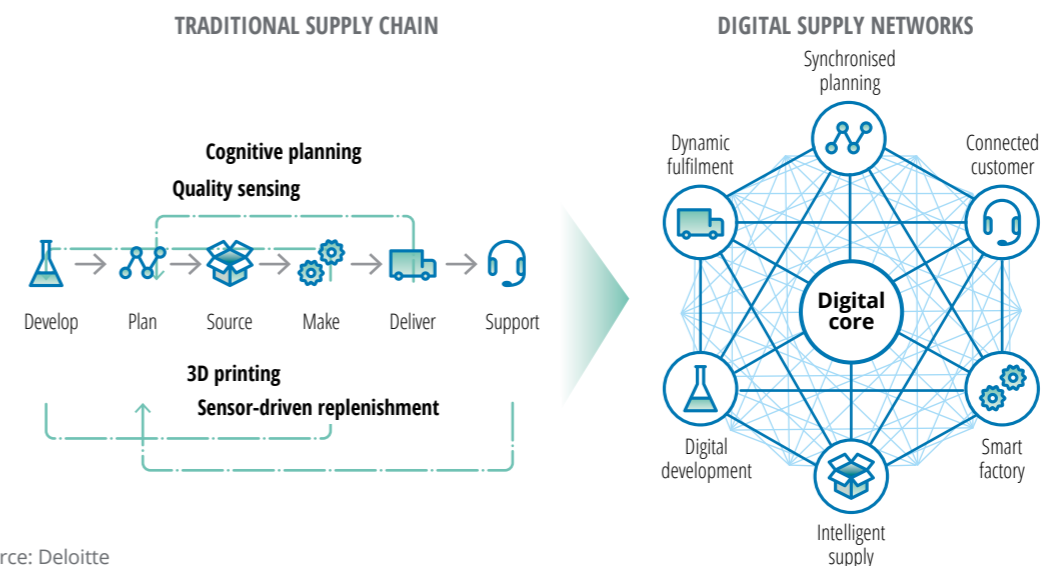 TRADITIONAL SUPPLY CHAIN
Cognitive planning
Quality sensing
Develop
Plan
Source
Make
Deliver
Support
3D printing
Sensor-driven replenishment
DIGITAL SUPPLY NETWORKS
Synchronised
planning
Dynamic
fulfilment
Connected
customer
Digital
core
Digital
development
Smart
factory
Intelligent
supply
rce: Deloitte